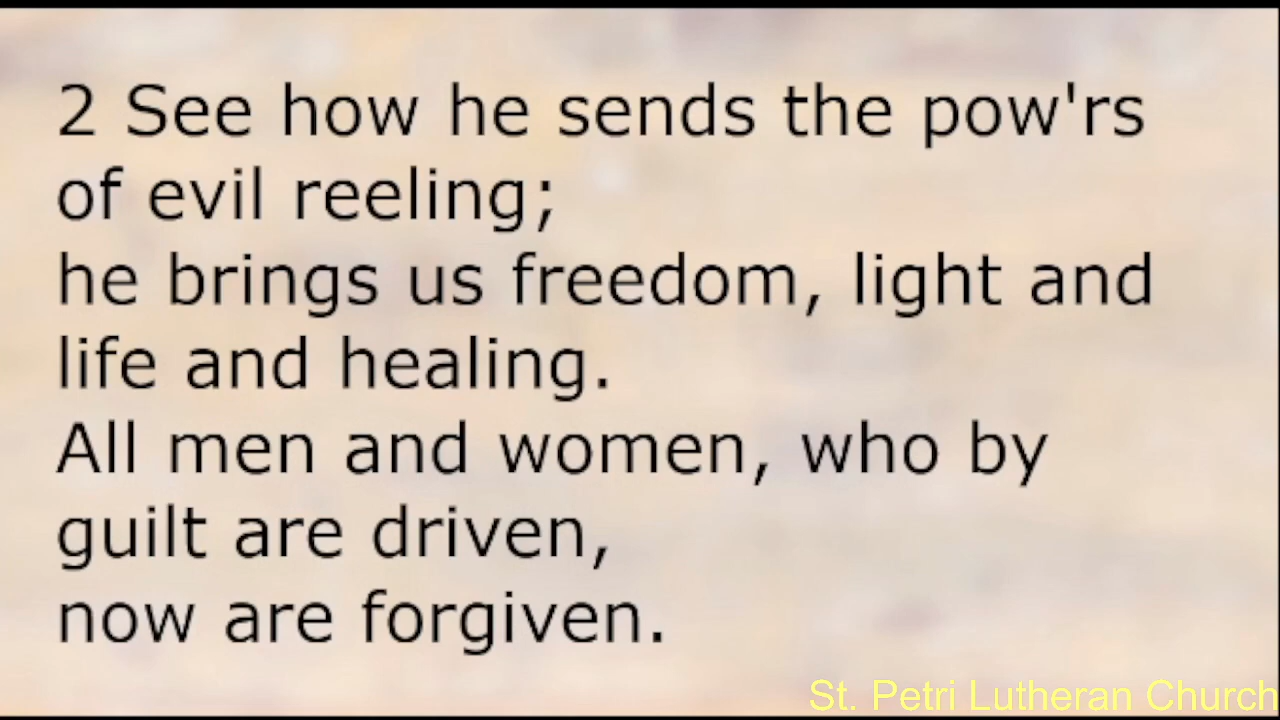 2 See how he sends the pow'rs
of evil reeling;
he brings us freedom, light and
life and healing.
All men and women, who by
guilt are driven,
now are forgiven.
St. Petri Lutheran Church